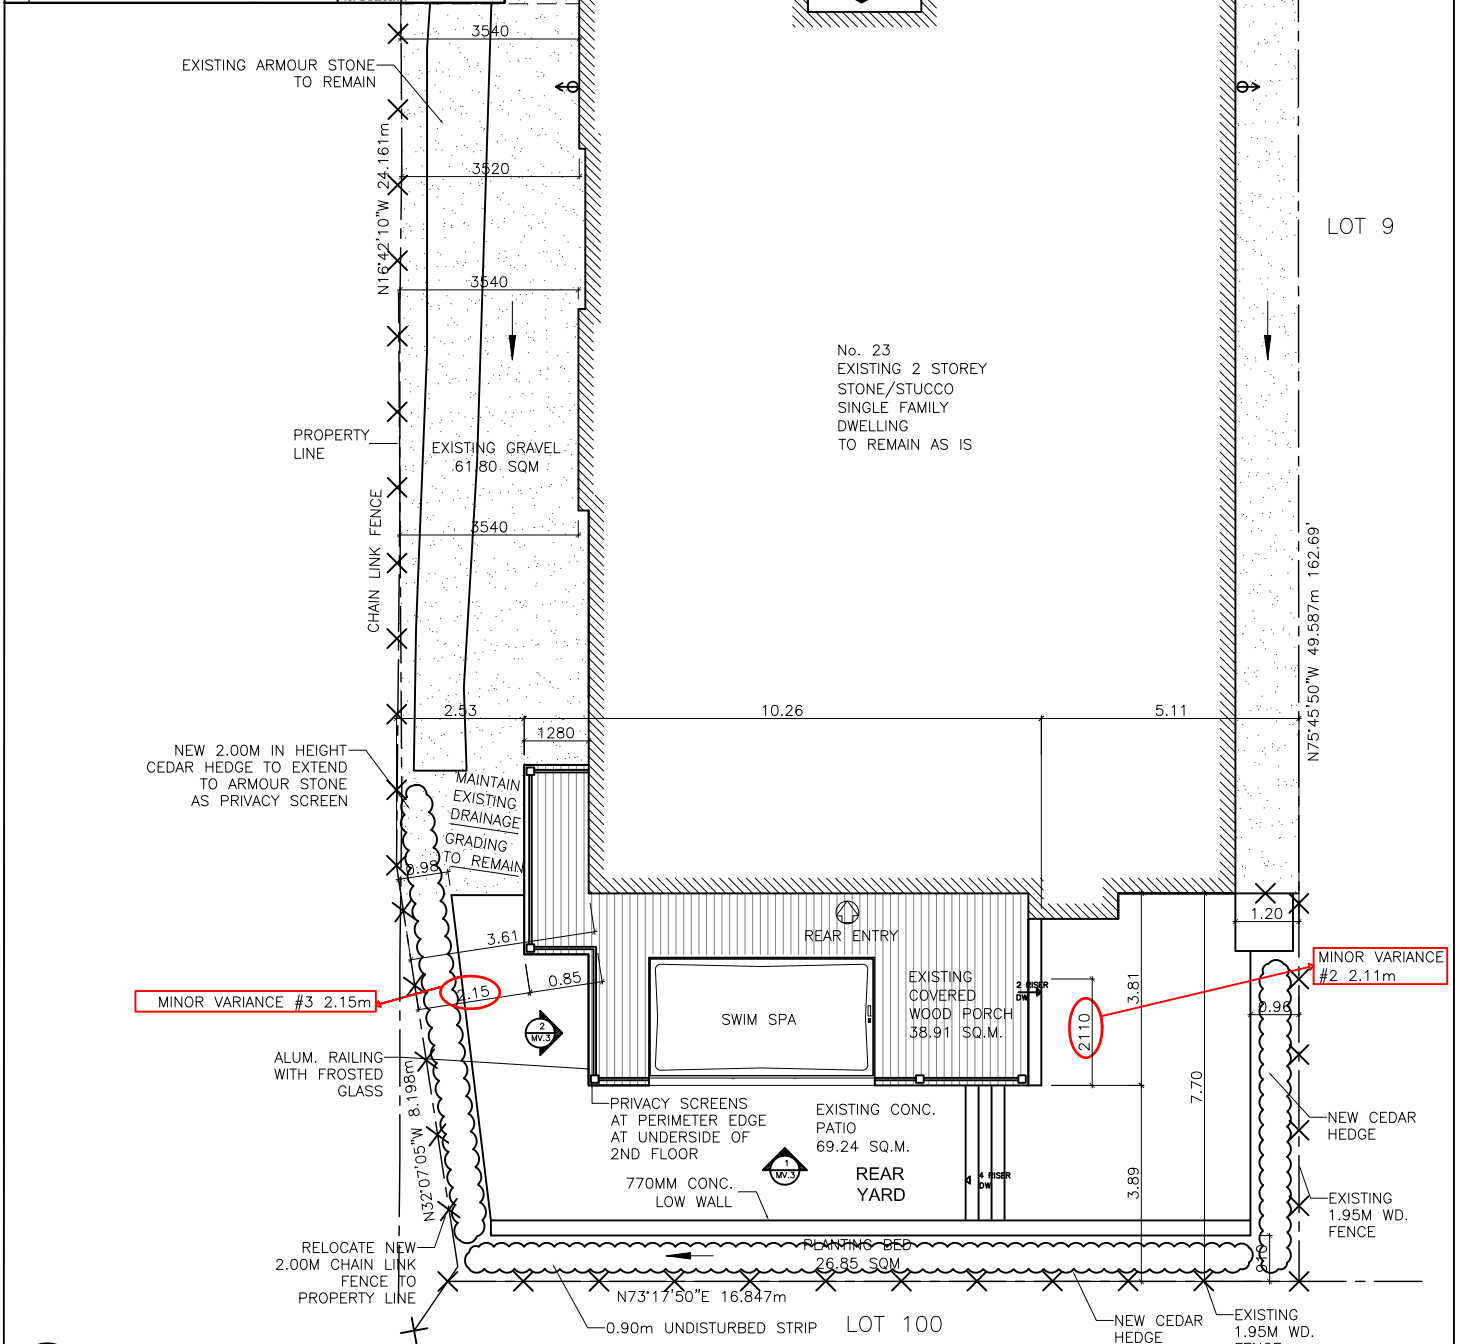 3540
EXISTING ARMOUR STONE
TO REMAIN
N16°42'10"W 24.161m
3520
LOT 9
3540
No. 23
EXISTING 2 STOREY
STONE/STUCCO
SINGLE FAMILY
DWELLING
TO REMAIN AS IS
PROPERTY
LINE
EXISTING GRAVEL
61.80 SQM
CHAIN LINK FENCE
3540
N75°45'50"W 49.587m 162.69'
2.53
10.26
5.11
1280
NEW 2.00M IN HEIGHT
CEDAR HEDGE TO EXTEND
TO ARMOUR STONE
AS PRIVACY SCREEN
MAINTAIN
EXISTING
DRAINAGE
GRADING
TO REMAIN
0.98
3.61
REAR ENTRY
1.20
MINOR VARIANCE
#2 2.11m
0.85
2.15
MINOR VARIANCE #3 2.15m
EXISTING
COVERED
WOOD PORCH
38.91 SQ.M.
2 RISER
DW
SWIM SPA
2110
3.81
0.96
2
MV.3
ALUM. RAILING
WITH FROSTED
GLASS
N32°07'05"W 8.198m
PRIVACY SCREENS
AT PERIMETER EDGE
AT UNDERSIDE OF
2ND FLOOR
EXISTING CONC.
PATIO
69.24 SQ.M.
7.70
NEW CEDAR
HEDGE
1
MV.3
REAR
YARD
4 RISER
DW
3.89
770MM CONC.
LOW WALL
EXISTING
1.95M WD.
FENCE
RELOCATE NEW
2.00M CHAIN LINK
FENCE TO
PROPERTY LINE
PLANTING BED
26.85 SQM
910
N73°17'50"E 16.847m
0.90m UNDISTURBED STRIP
LOT 100
NEW CEDAR
HEDGE
EXISTING
1.95M WD.